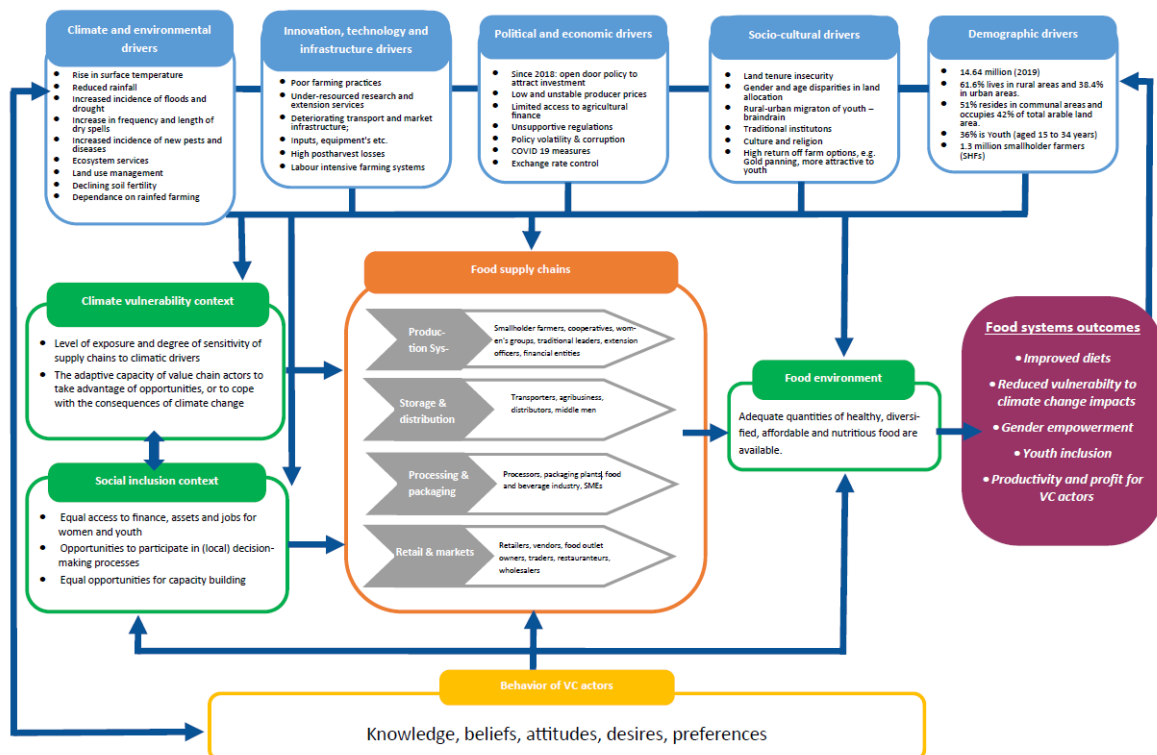 Climate and environmental
drivers
Rise in surface temperature
Reduced rainfall
Increased incidence of floods and
drought
Increase in frequency and length of
dry spells
Increased incidence of new pests and
diseases
Ecosystem services
Land use management
Declining soil fertility
Dependance on rainfed farming
Innovation, technology and
infrastructure drivers
Poor farming practices
Under-resourced research and
extension services
Deteriorating transport and market
infrastructure;
Inputs, equipment's etc.
High postharvest losses
Labour intensive farming systems
Political and economic drivers
Since 2018: open door policy to
attract investment
Low and unstable producer prices
Limited access to agricultural
finance
Unsupportive regulations
Policy volatility & corruption
COVID 19 measures
Exchange rate control
Socio-cultural drivers
Land tenure insecurity
Gender and age disparities in land
allocation
Rural-urban migraton of youth –
braindrain
Traditional institutons
Culture and religion
High return off farm options, e.g.
Gold panning, more attractive to
youth
Demographic drivers
14.64 million (2019)
61.6% lives in rural areas and 38.4%
in urban areas.
51% resides in communal areas and
occupies 42% of total arable land
area.
36% is Youth (aged 15 to 34 years)
1.3 million smallholder farmers
(SHFs)
Climate vulnerability context
Level of exposure and degree of sensitivity of
supply chains to climatic drivers
The adaptive capacity of value chain actors to
take advantage of opportunities, or to cope
with the consequences of climate change
Social inclusion context
Equal access to finance, assets and jobs for
women and youth
Opportunities to participate in (local) decision-
making processes
Equal opportunities for capacity building
Food supply chains
Produc-
tion Sys-
Smallholder farmers, cooperatives, wom-
en's groups, traditional leaders, extension
officers, financial entities
Storage &
distribution
Transporters, agribusiness,
distributors, middle men
Processing &
packaging
Processors, packaging plants, food
and beverage industry, SMEs
Retail & markets
Retailers, vendors, food outlet
owners, traders, restauranteurs,
wholesalers
Food environment
Adequate quantities of healthy, diversi-
fied, affordable and nutritious food are
available.
Food systems outcomes
• Improved diets
• Reduced vulnerabilty to
climate change impacts
• Gender empowerment
• Youth inclusion
• Productivity and profit for
VC actors
Behavior of VC actors
Knowledge, beliefs, attitudes, desires, preferences